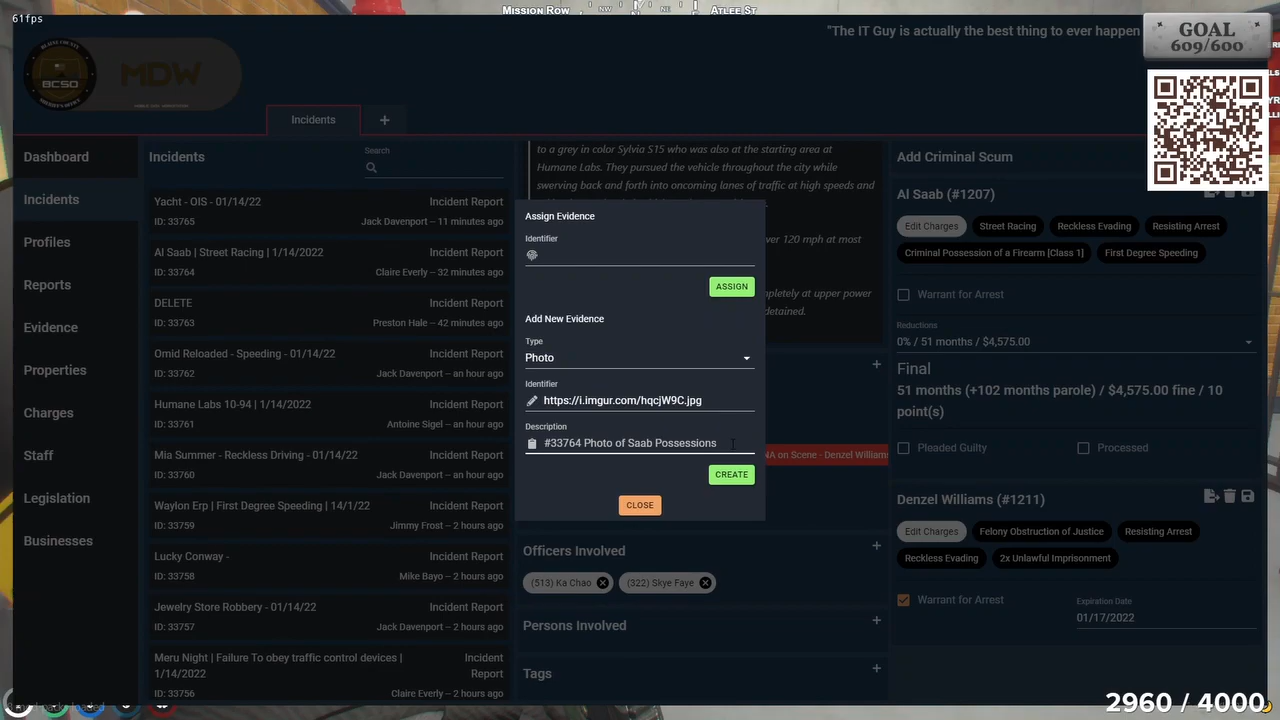 61fps
Mission Row
NW
NE
Atlee St
"The IT Guy is actually the best thing to ever happen
GOAL
609/600
BCSO
MDW
Incidents
+
Dashboard
Incidents
Profiles
Reports
Evidence
Properties
Charges
Staff
Legislation
Businesses
Incidents
Search
Yacht - OIS - 01/14/22
Incident Report
ID: 33765
Jack Davenport – 11 minutes ago
Al Saab | Street Racing | 1/14/2022
Incident Report
ID: 33764
Claire Everly – 32 minutes ago
DELETE
Incident Report
ID: 33763
Preston Hale – 42 minutes ago
Omid Reloaded - Speeding - 01/14/22
Incident Report
ID: 33762
Jack Davenport – an hour ago
Humane Labs 10-94 | 1/14/2022
Incident Report
ID: 33761
Antoine Sigel – an hour ago
Mia Summer - Reckless Driving - 01/14/22
Incident Report
ID: 33760
Jack Davenport – an hour ago
Waylon Erp | First Degree Speeding | 14/1/22
Incident Report
ID: 33759
Jimmy Frost – 2 hours ago
Lucky Conway -
Incident Report
ID: 33758
Mike Bayo – 2 hours ago
Jewelry Store Robbery - 01/14/22
Incident Report
ID: 33757
Jack Davenport – 2 hours ago
Meru Night | Failure To obey traffic control devices |
1/14/2022
Incident
Report
ID: 33756
Claire Everly – 2 hours ago
to a grey in color Sylvia S15 who was also at the starting area at
Humane Labs. They pursued the vehicle throughout the city while
swerving back and forth into oncoming lanes of traffic at high speeds and
over 120 mph at most
completely at upper power
detained.
Assign Evidence
Identifier
ASSIGN
Add New Evidence
Type
Photo
Identifier
https://i.imgur.com/hqcjW9C.jpg
Description
#33764 Photo of Saab Possessions
CREATE
CLOSE
NA on Scene - Denzel Williams
Officers Involved
(513) Ka Chao
(322) Skye Faye
Persons Involved
Tags
Add Criminal Scum
Al Saab (#1207)
Edit Charges
Street Racing
Reckless Evading
Resisting Arrest
Criminal Possession of a Firearm [Class 1]
First Degree Speeding
Warrant for Arrest
Reductions
0% / 51 months / $4,575.00
Final
51 months (+102 months parole) / $4,575.00 fine / 10
point(s)
Pleaded Guilty
Processed
Denzel Williams (#1211)
Edit Charges
Felony Obstruction of Justice
Resisting Arrest
Reckless Evading
2x Unlawful Imprisonment
Warrant for Arrest
Expiration Date
01/17/2022
2960 / 4000